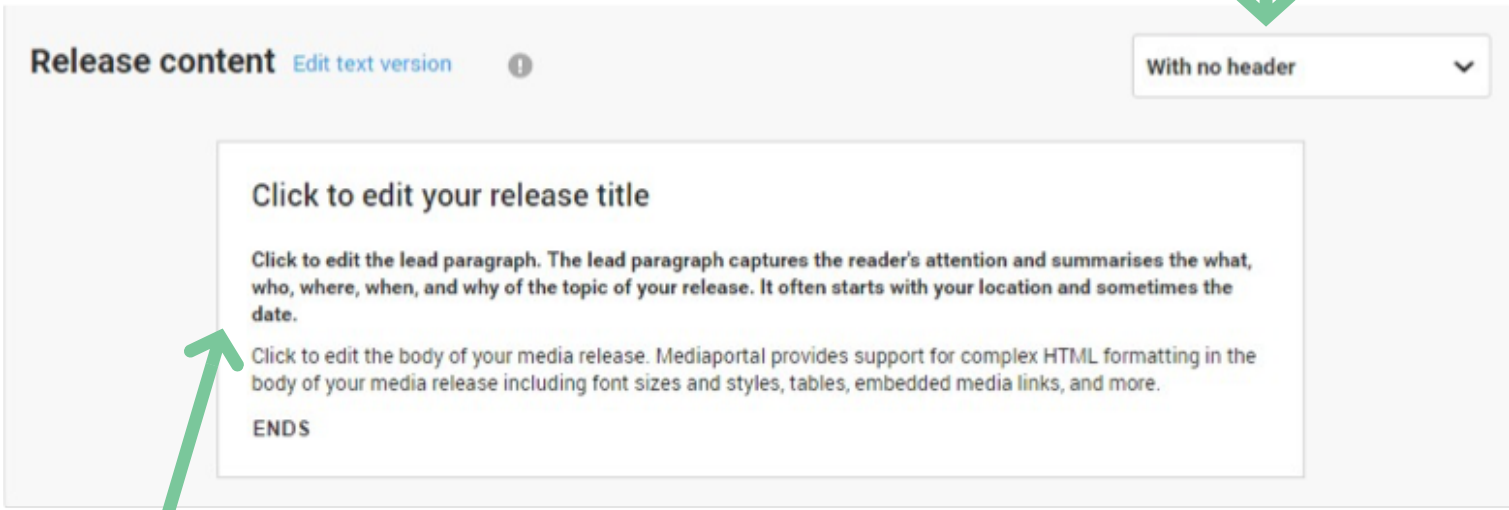 Release content Edit text version With no header
Click to edit your release title
Click to edit the lead paragraph. The lead paragraph captures the reader's attention and summarises the what,
who, where, when, and why of the topic of your release. It often starts with your location and sometimes the
date.
Click to edit the body of your media release. Mediaportal provides support for complex HTML formatting in the
body of your media release including font sizes and styles, tables, embedded media links, and more.
ENDS